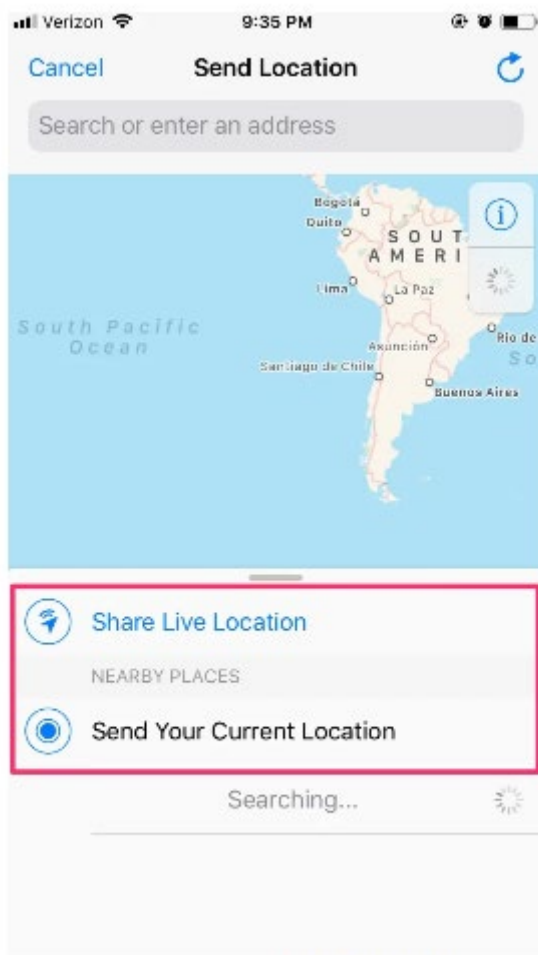 Verizon 9:35 PM
Cancel Send Location
Search or enter an address
Bogotá
Quito
SOUT
AMERI
Lima
La Paz
South Pacific
Ocean
Rio de
Asunción
So
Santiago de Chile
Buenos Aires
Share Live Location
NEARBY PLACES
Send Your Current Location
Searching...